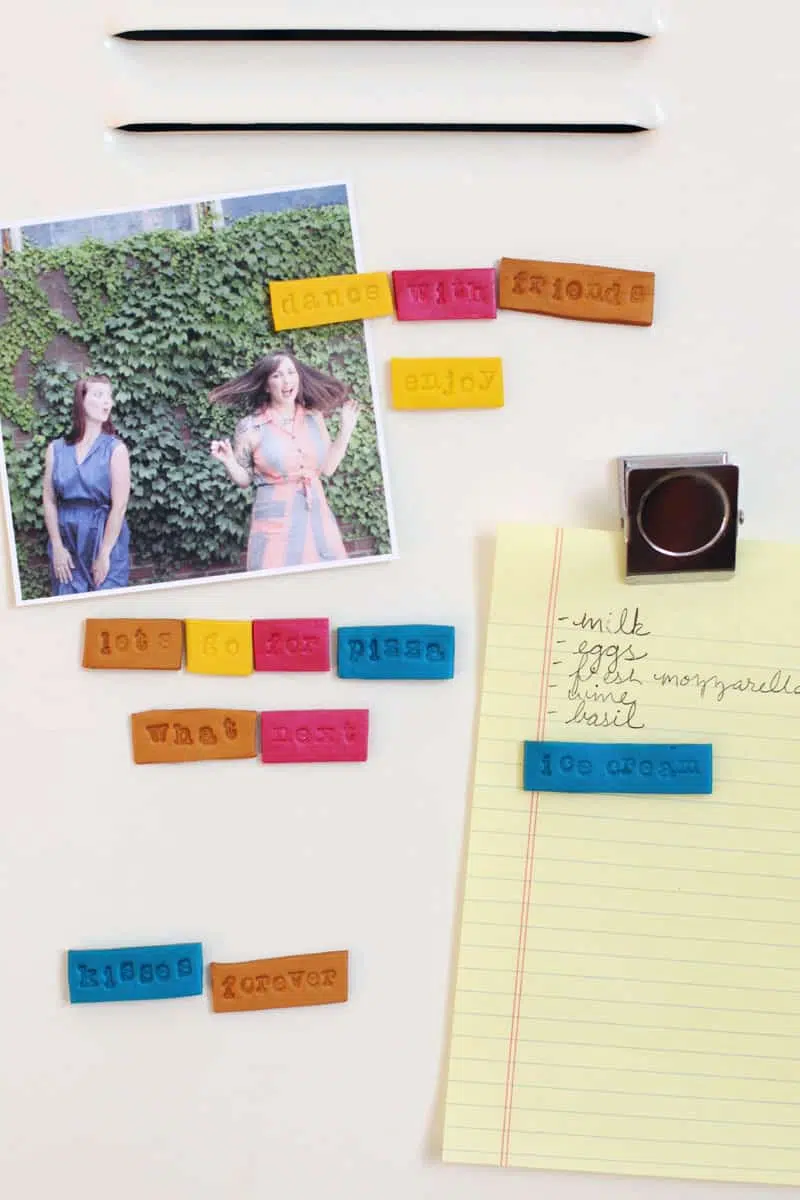 dance with friends
enjoy
lets go for pizza
what next
kisses forever
-milk
-eggs
-fresh mozzarella
-wine
-basil
ice cream